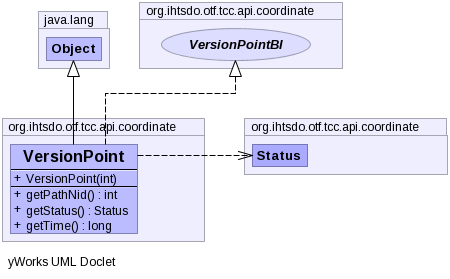 java.lang
Object
org.ihtsdo.otf.tcc.api.coordinate
VersionPointBI
org.ihtsdo.otf.tcc.api.coordinate
VersionPoint
+ VersionPoint(int)
+ getPathNid() : int
+ getStatus() : Status
+ getTime() : long
org.ihtsdo.otf.tcc.api.coordinate
Status
yWorks UML Doclet